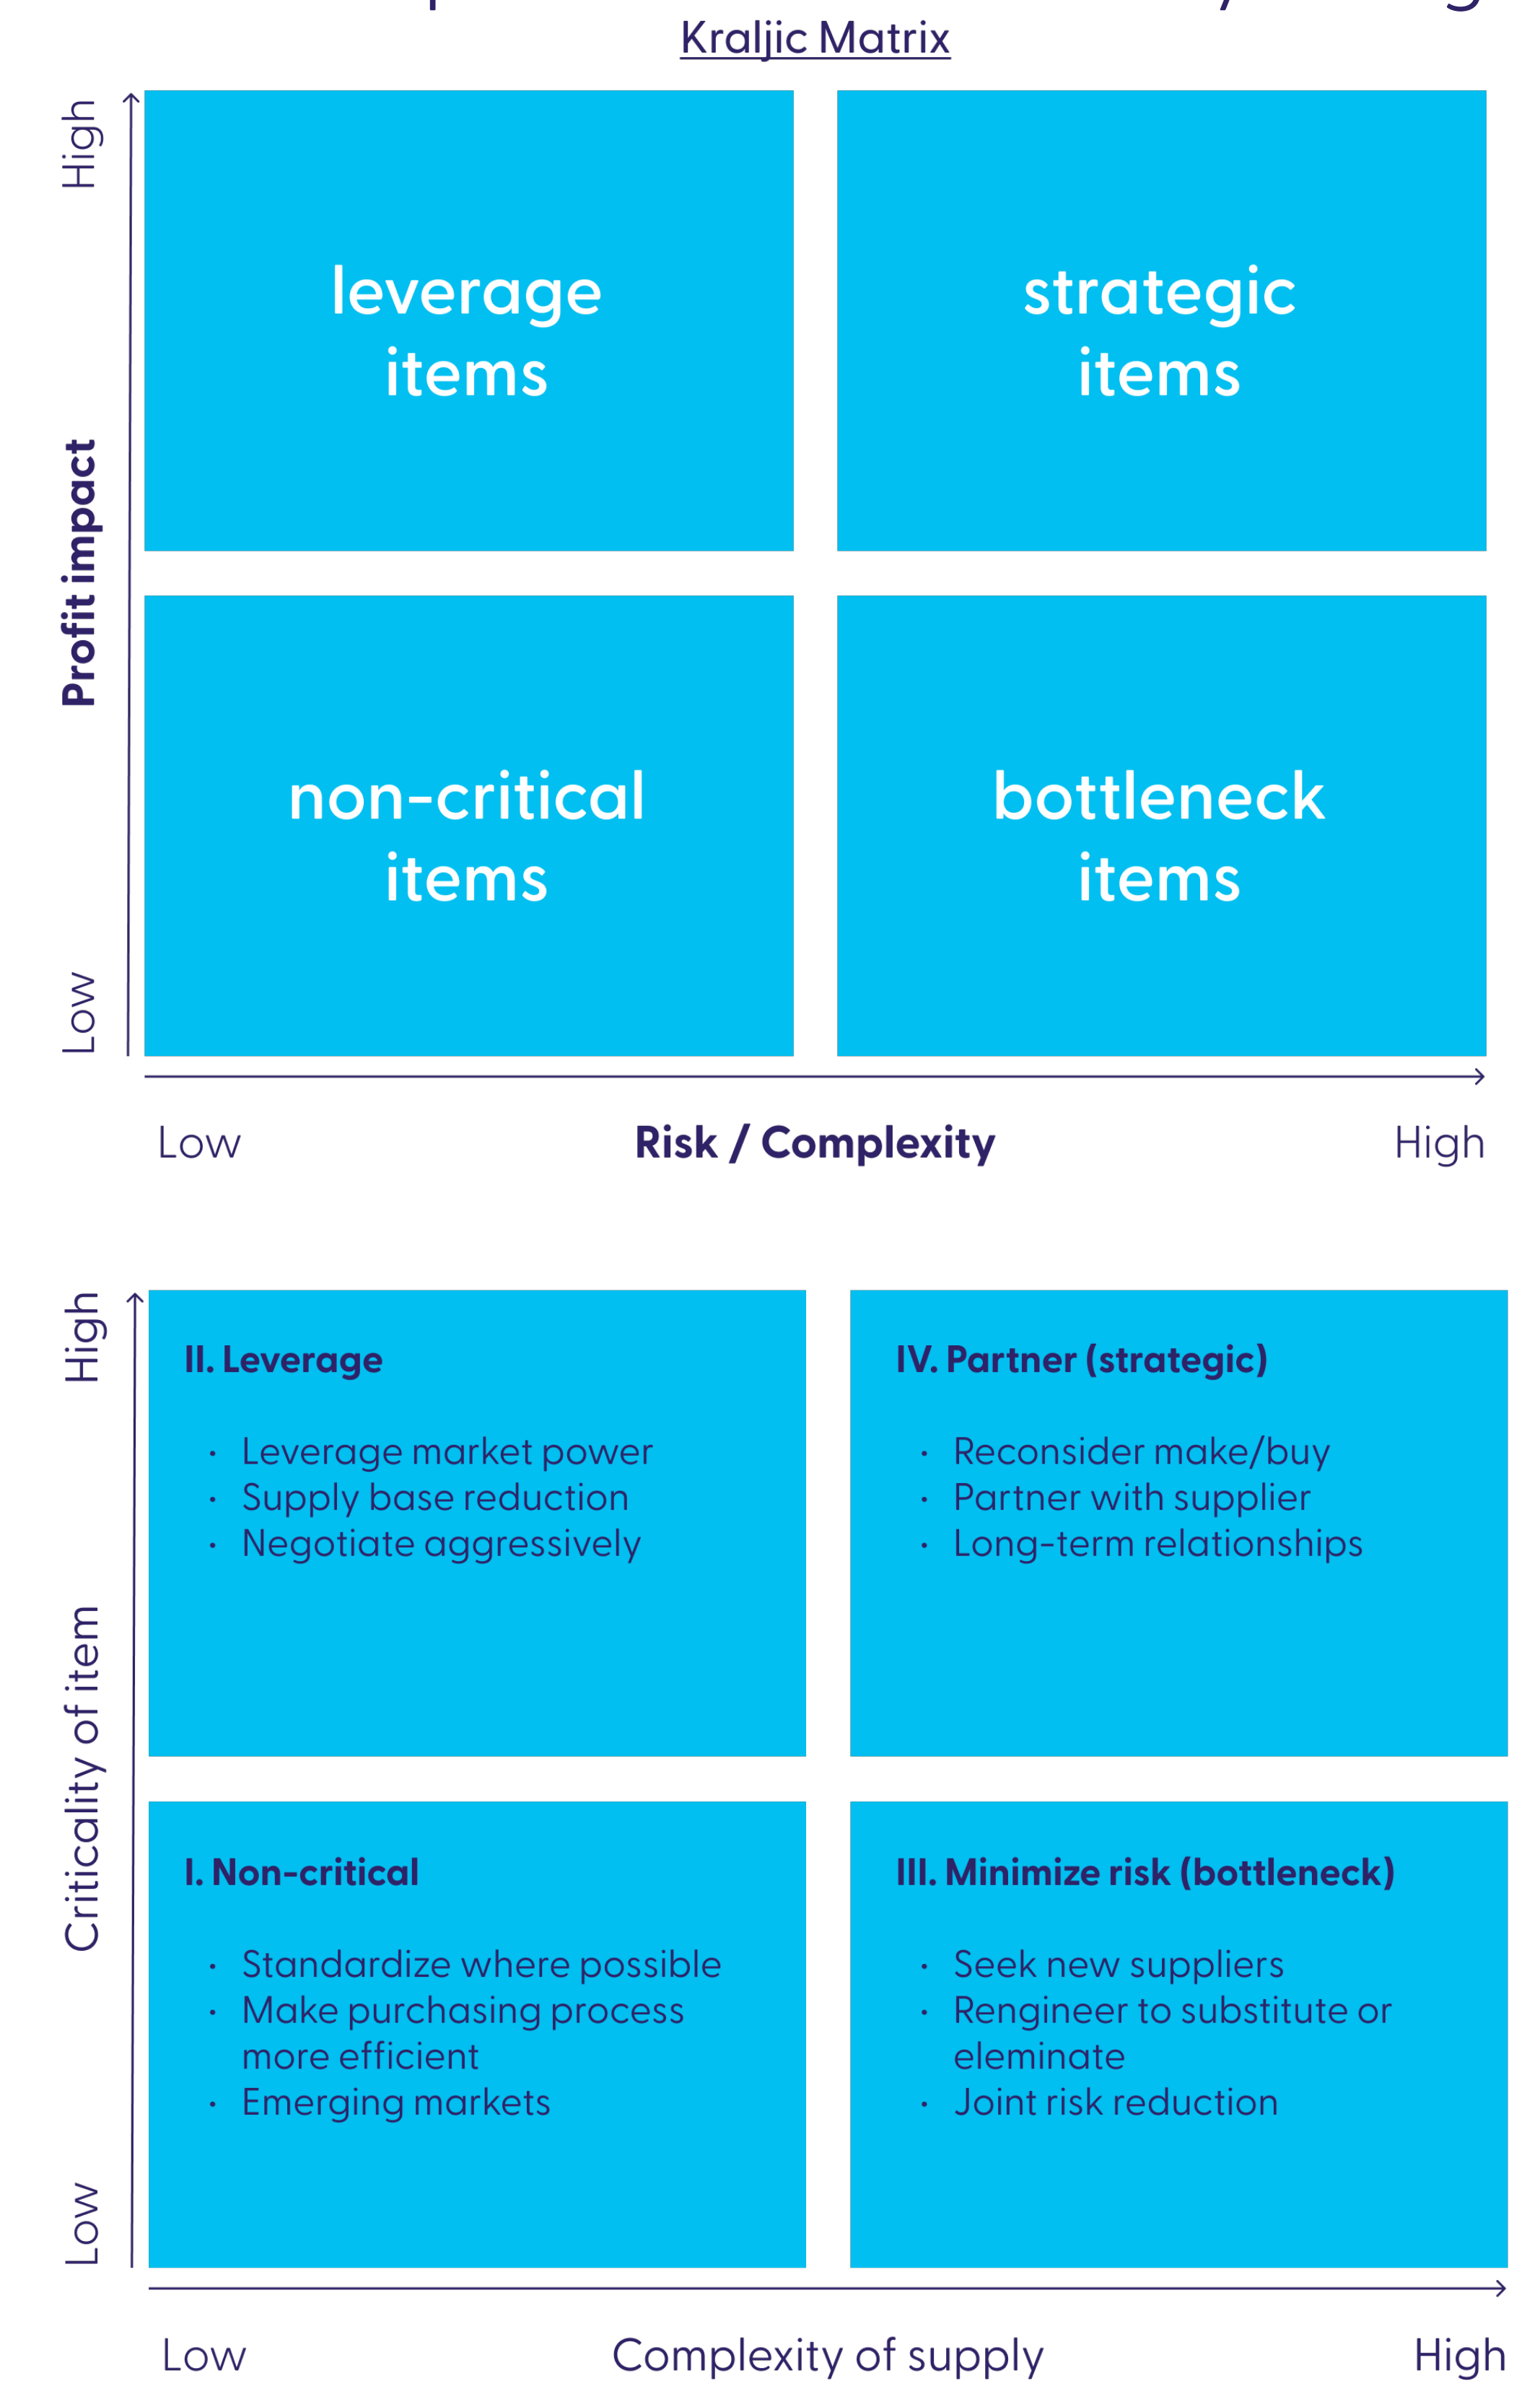 Kraljic Matrix
High
leverage
items
strategic
items
Profit impact
non-critical
items
bottleneck
items
Low
Low
Risk / Complexity
High
High
II. Leverage
• Leverage market power
• Supply base reduction
• Negotiate aggressively
IV. Partner (strategic)
• Reconsider make/buy
• Partner with supplier
• Long-term relationships
Criticality of item
I. Non-critical
• Standardize where possible
• Make purchasing process
more efficient
• Emerging markets
III. Minimize risk (bottleneck)
• Seek new suppliers
• Rengineer to substitute or
eleminate
• Joint risk reduction
Low
Low
Complexity of supply
High